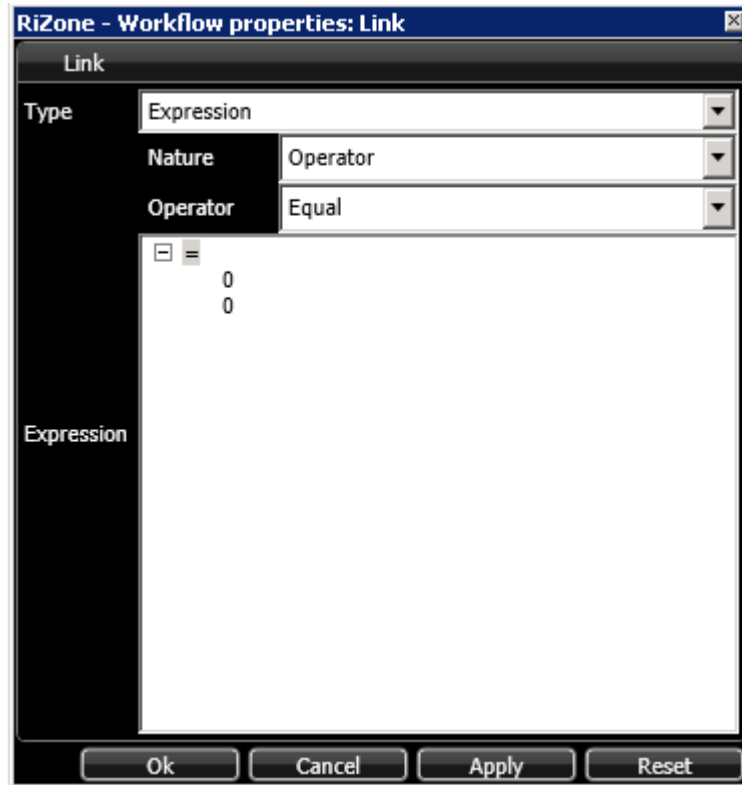 RiZone - Workflow properties: Link
Link
Type Expression
Nature Operator
Operator Equal
=
0
0
Expression
Ok Cancel Apply Reset